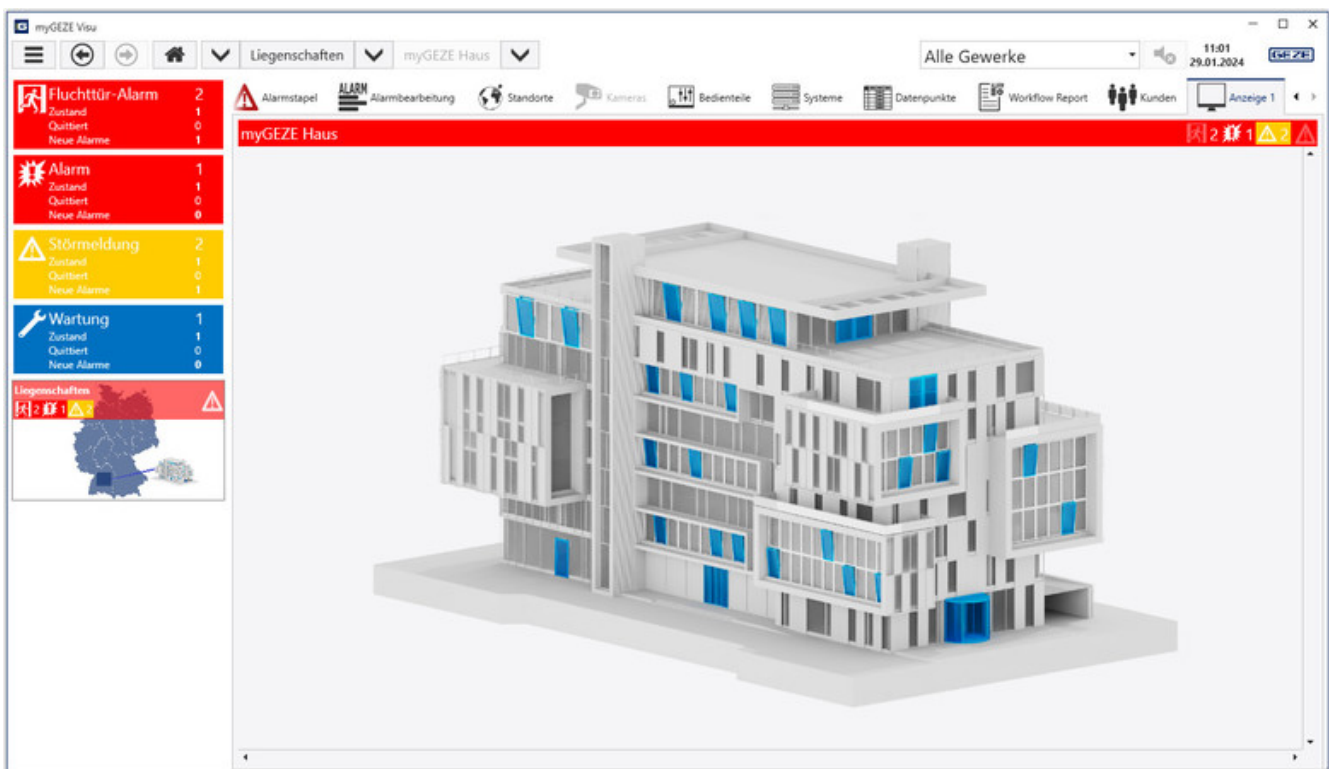 myGEZE Visu
Liegenschaften myGEZE Haus Alle Gewerke 11:01
29.01.2024 GEZE
Alarmstapel ALARM Alarmbearbeitung Standorte Kameras Bedienteile Systeme Datenpunkte Workflow Report Kunden Anzeige 1
Fluchttür-Alarm 2
Zustand 1
Quittiert 0
Neue Alarme 1
Alarm 1
Zustand 1
Quittiert 0
Neue Alarme 0
Störmeldung 2
Zustand 1
Quittiert 0
Neue Alarme 1
Wartung 1
Zustand 1
Quittiert 0
Neue Alarme 0
Liegenschaften
2 1 2
myGEZE Haus 2 1 2